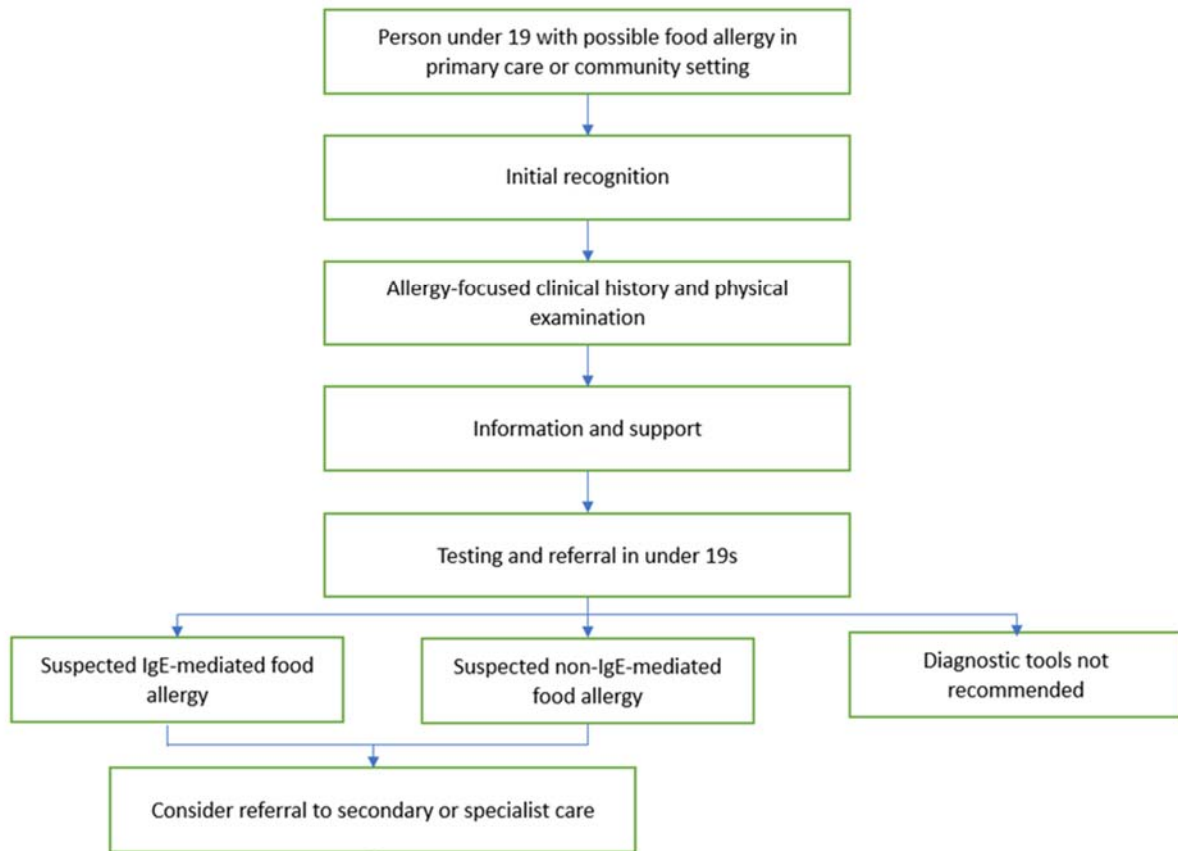 Person under 19 with possible food allergy in
primary care or community setting
Initial recognition
Allergy-focused clinical history and physical
examination
Information and support
Testing and referral in under 19s
Suspected IgE-mediated food
allergy
Suspected non-IgE-mediated
food allergy
Diagnostic tools not
recommended
Consider referral to secondary or specialist care